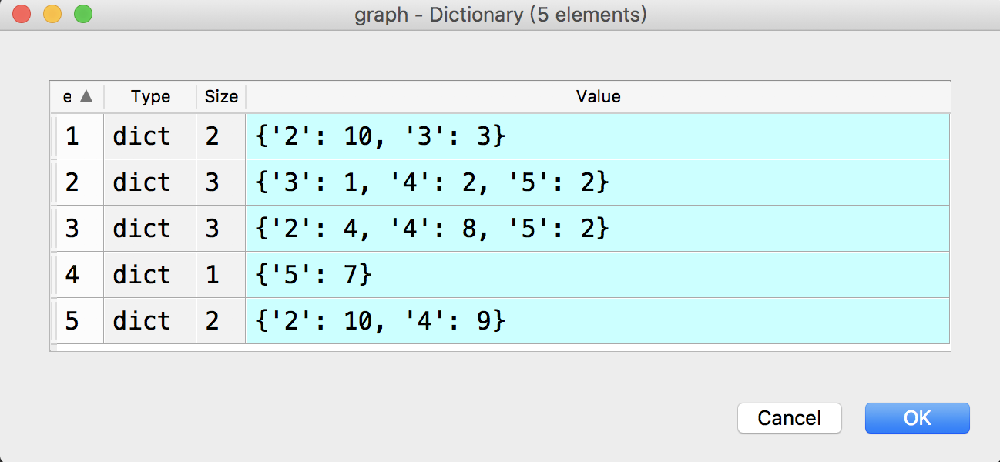 graph - Dictionary (5 elements)
e Type Size Value
1 dict 2 {'2': 10, '3': 3}
2 dict 3 {'3': 1, '4': 2, '5': 2}
3 dict 3 {'2': 4, '4': 8, '5': 2}
4 dict 1 {'5': 7}
5 dict 2 {'2': 10, '4': 9}
Cancel OK